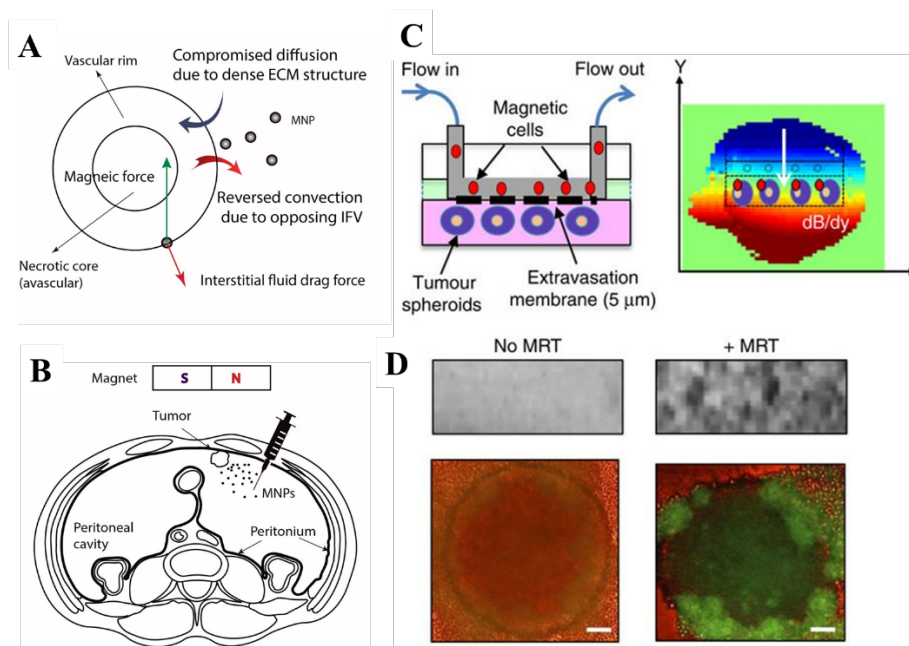 A
Vascular rim
Compromised diffusion
due to dense ECM structure
MNP
Magneic force
Reversed convection
due to opposing IFV
Necrotic core
(avascular)
Interstitial fluid drag force
B
Magnet
S
N
Tumor
MNPs
Peritoneal
cavity
Peritonium
C
Flow in
Flow out
Magnetic
cells
Tumour
spheroids
Extravasation
membrane (5 μm)
Y
dB/dy
D
No MRT
+ MRT